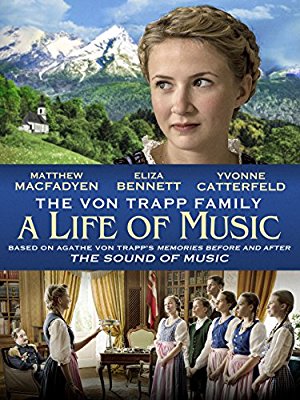 MATTHEW ELIZA YVONNE
MACFADYEN BENNETT CATTERFELD
THE VON TRAPP FAMILY
A LIFE OF MUSIC
BASED ON AGATHE VON TRAPP'S MEMORIES BEFORE AND AFTER
THE SOUND OF MUSIC